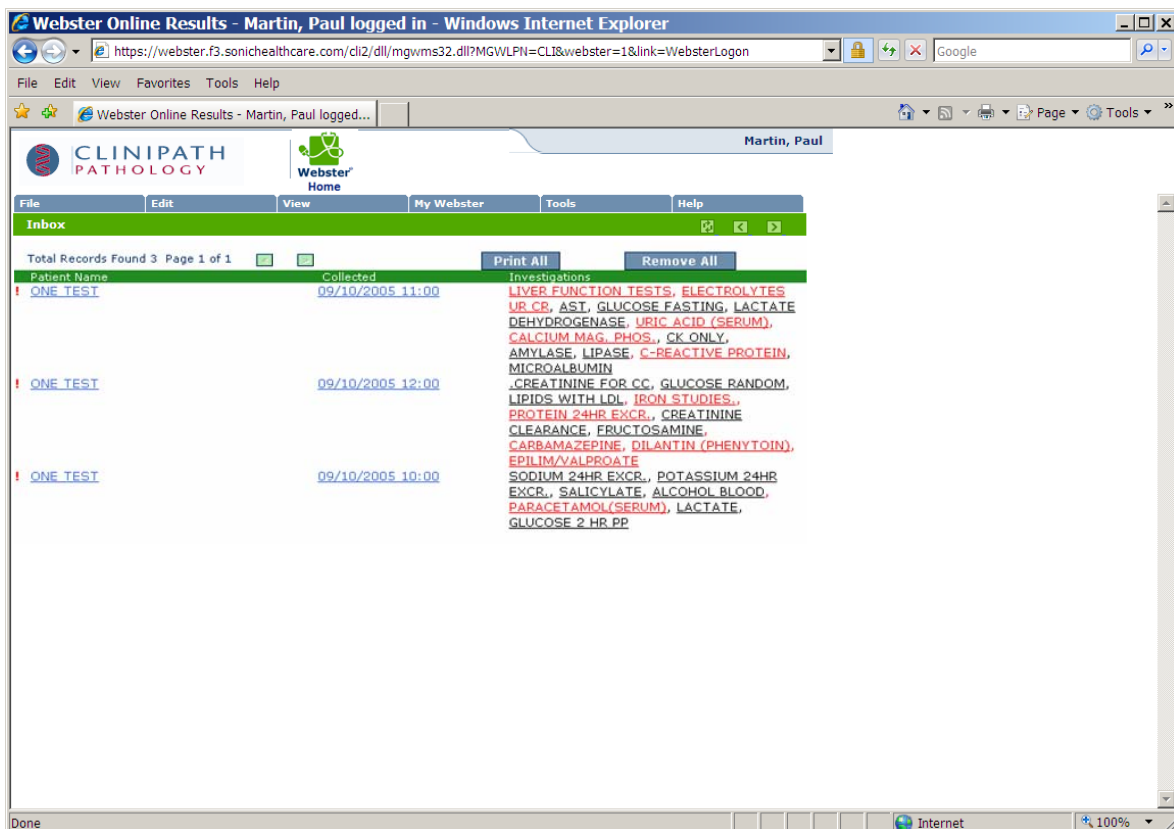 Webster Online Results - Martin, Paul logged in - Windows Internet Explorer
https://webster.f3.sonichealthcare.com/cli2/dll/mgwms32.dll?MGWLPN=CLI&webster=1&link=WebsterLogon
Google
File Edit View Favorites Tools Help
Webster Online Results - Martin, Paul logged...
Page Tools »
CLINIPATH
PATHOLOGY
Webster
Home
Martin, Paul
File Edit View My Webster Tools Help
Inbox
Total Records Found 3 Page 1 of 1 Print All Remove All
Patient Name Collected Investigations
! ONE TEST 09/10/2005 11:00 LIVER FUNCTION TESTS, ELECTROLYTES
UR CR, AST, GLUCOSE FASTING, LACTATE
DEHYDROGENASE, URIC ACID (SERUM),
CALCIUM MAG. PHOS., CK ONLY,
AMYLASE, LIPASE, C-REACTIVE PROTEIN,
MICROALBUMIN
! ONE TEST 09/10/2005 12:00 .CREATININE FOR CC, GLUCOSE RANDOM,
LIPIDS WITH LDL, IRON STUDIES.,
PROTEIN 24HR EXCR., CREATININE
CLEARANCE, FRUCTOSAMINE,
CARBAMAZEPINE, DILANTIN (PHENYTOIN),
EPILIM/VALPROATE
! ONE TEST 09/10/2005 10:00 SODIUM 24HR EXCR., POTASSIUM 24HR
EXCR., SALICYLATE, ALCOHOL BLOOD,
PARACETAMOL(SERUM), LACTATE,
GLUCOSE 2 HR PP
Done Internet 100%